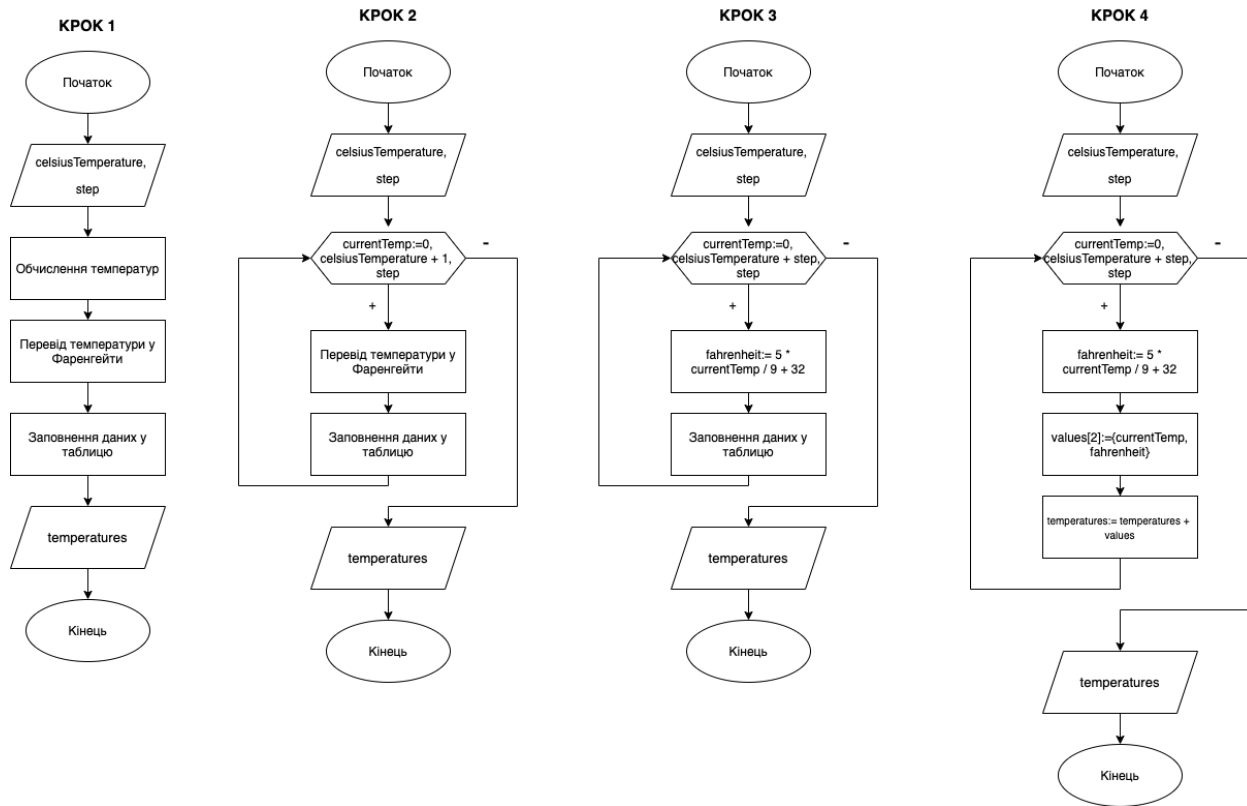 КРОК 1
Початок
celsiusTemperature,
step
Обчислення температур
Перевід температури у
Фаренгейти
Заповнення даних у
таблицю
temperatures
Кінець
КРОК 2
Початок
celsiusTemperature,
step
currentTemp:=0,
celsiusTemperature + 1,
step
-
+
Перевід температури у
Фаренгейти
Заповнення даних у
таблицю
temperatures
Кінець
КРОК 3
Початок
celsiusTemperature,
step
currentTemp:=0,
celsiusTemperature + step,
step
-
+
fahrenheit:= 5 *
currentTemp / 9 + 32
Заповнення даних у
таблицю
temperatures
Кінець
КРОК 4
Початок
celsiusTemperature,
step
currentTemp:=0,
celsiusTemperature + step,
step
-
+
fahrenheit:= 5 *
currentTemp / 9 + 32
values[2]:={currentTemp,
fahrenheit}
temperatures:= temperatures +
values
temperatures
Кінець